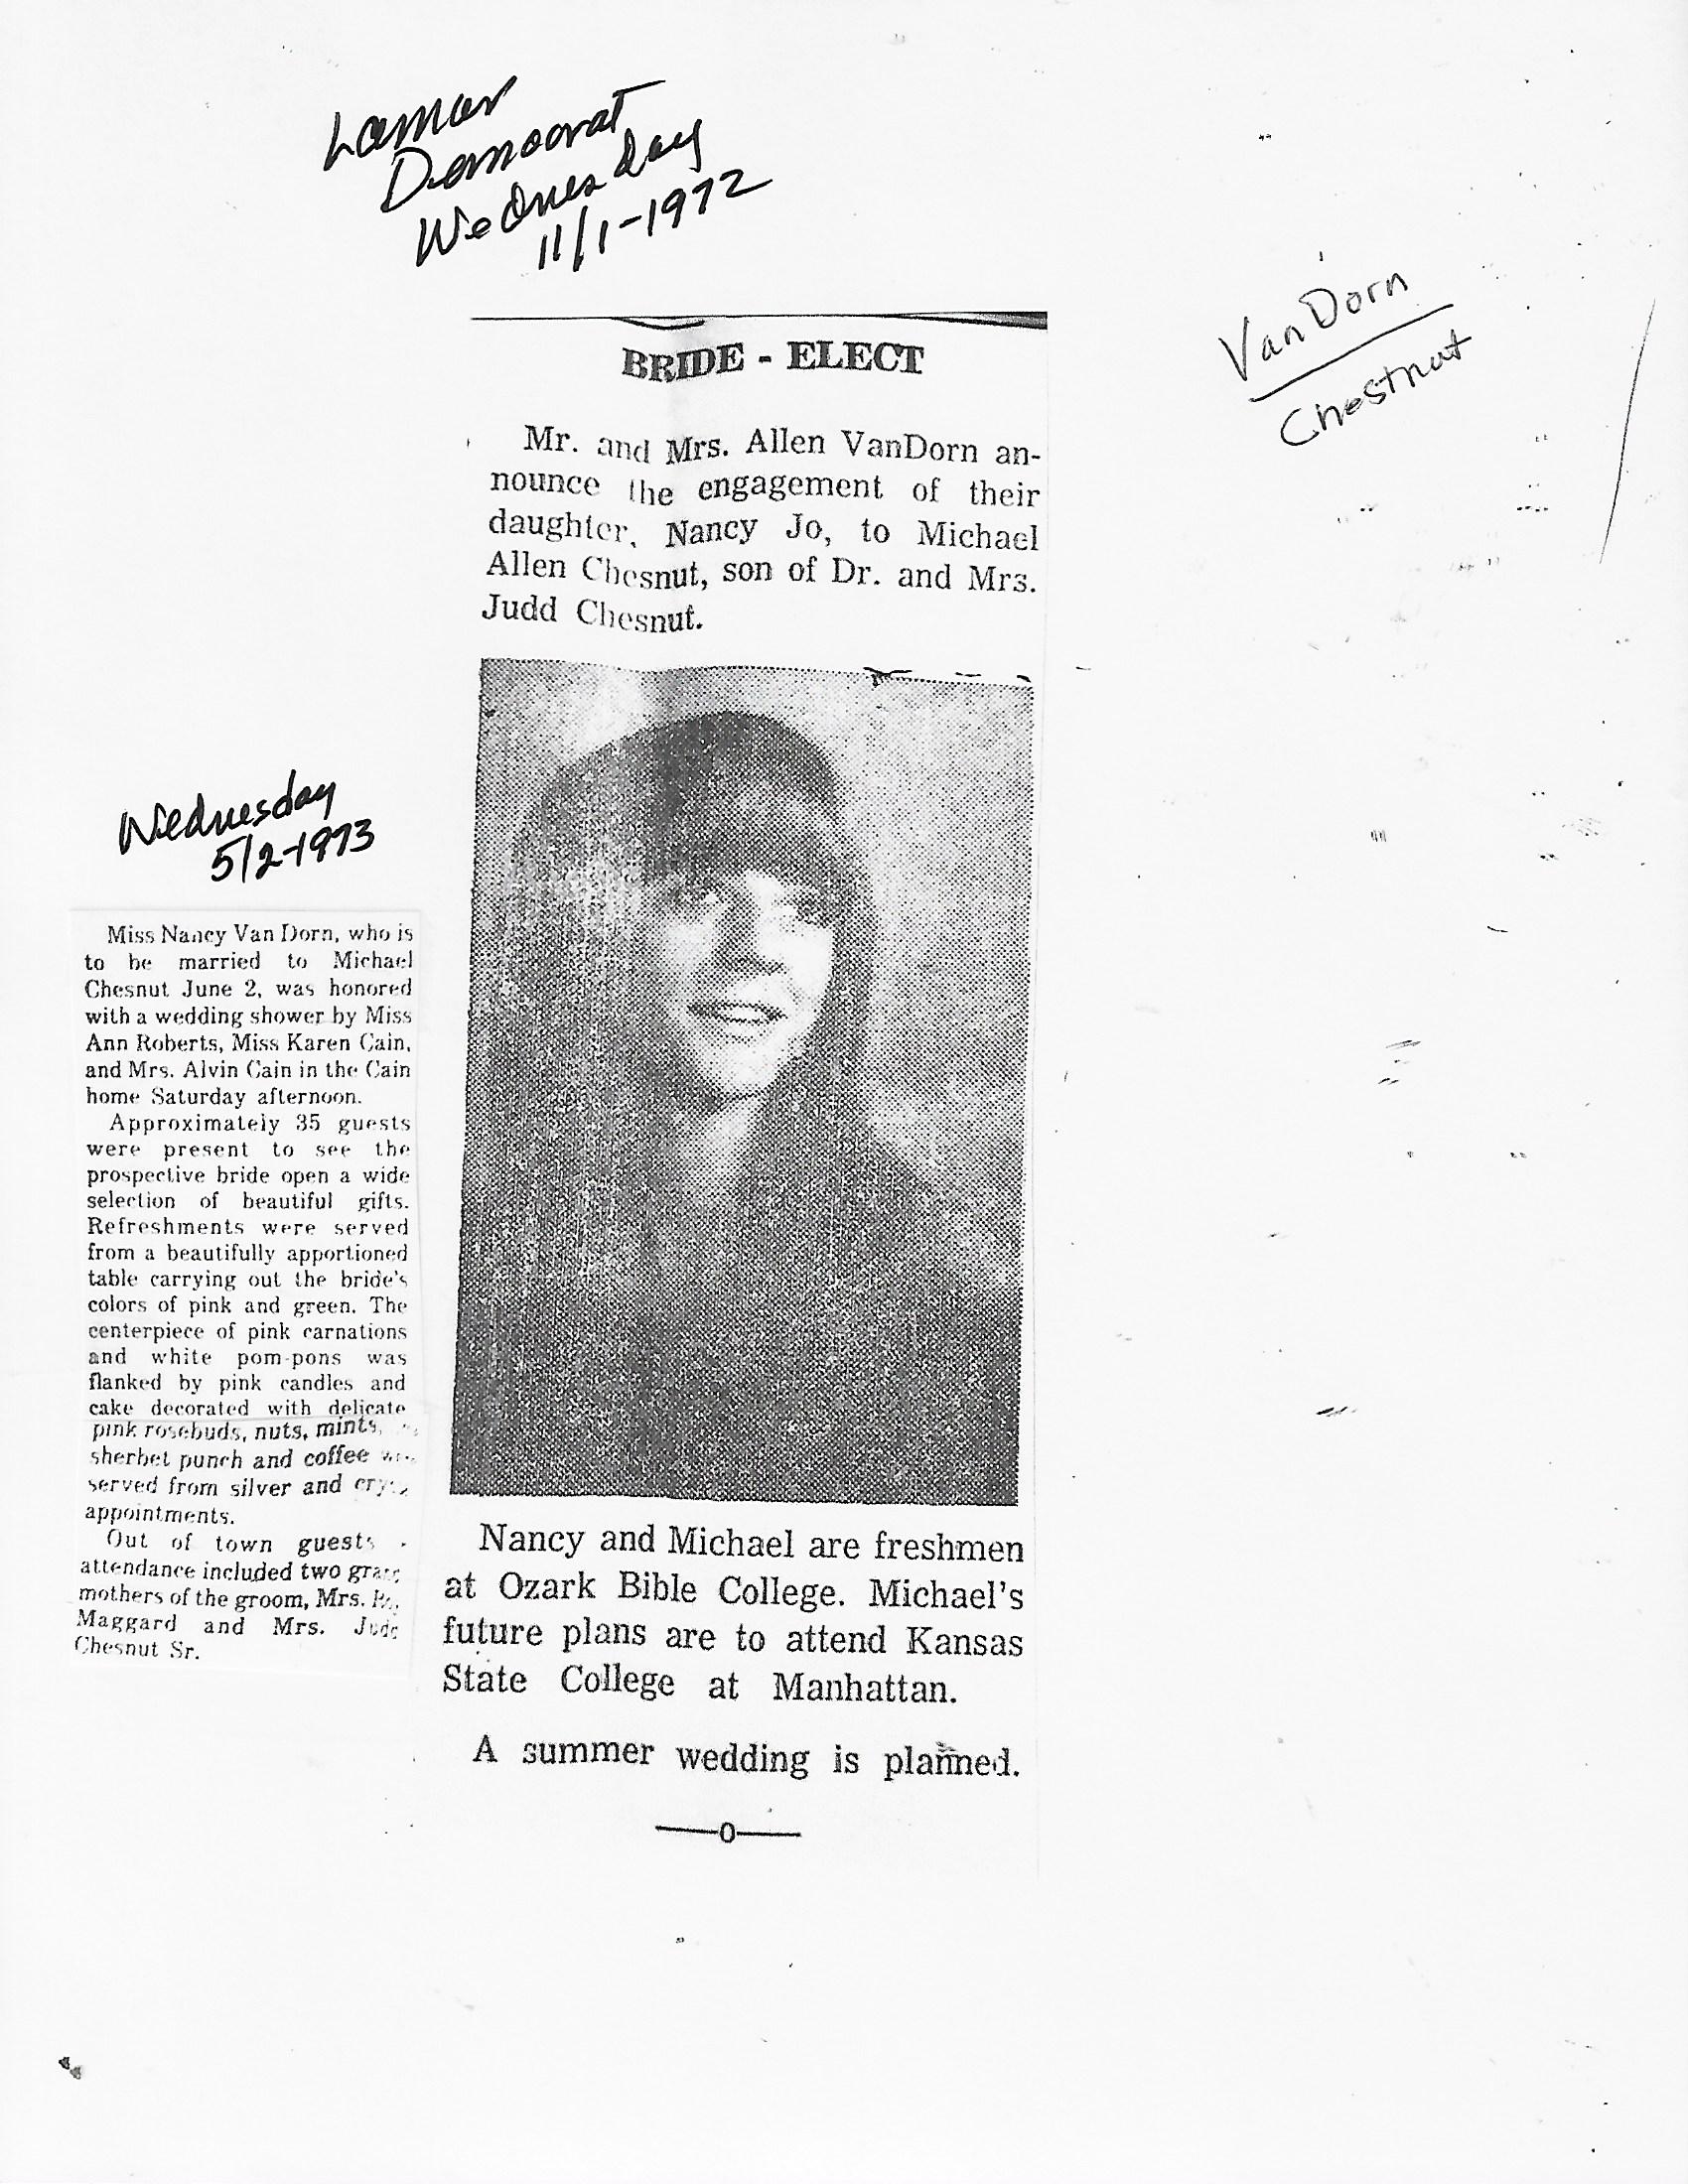 Lamar
Democrat
Wednesday
11/1-1972
VanDorn
Chestnut
BRIDE - ELECT
Mr. and Mrs. Allen VanDorn an-
nounce the engagement of their
daughter, Nancy Jo, to Michael
Allen Chesnut, son of Dr. and Mrs.
Judd Chesnut.
Nancy and Michael are freshmen
at Ozark Bible College. Michael's
future plans are to attend Kansas
State College at Manhattan.
A summer wedding is planned.
—o—
Wednesday
5/2-1973
Miss Nancy Van Dorn, who is
to be married to Michael
Chesnut June 2, was honored
with a wedding shower by Miss
Ann Roberts, Miss Karen Cain,
and Mrs. Alvin Cain in the Cain
home Saturday afternoon.
Approximately 35 guests
were present to see the
prospective bride open a wide
selection of beautiful gifts.
Refreshments were served
from a beautifully apportioned
table carrying out the bride's
colors of pink and green. The
centerpiece of pink carnations
and white pom-pons was
flanked by pink candles and
cake decorated with delicate
pink rosebuds, nuts, mints,
sherbet punch and coffee
served from silver and
appointments.
Out of town guests
attendance included two
mothers of the groom, Mrs.
Maggard and Mrs. Judd
Chesnut Sr.